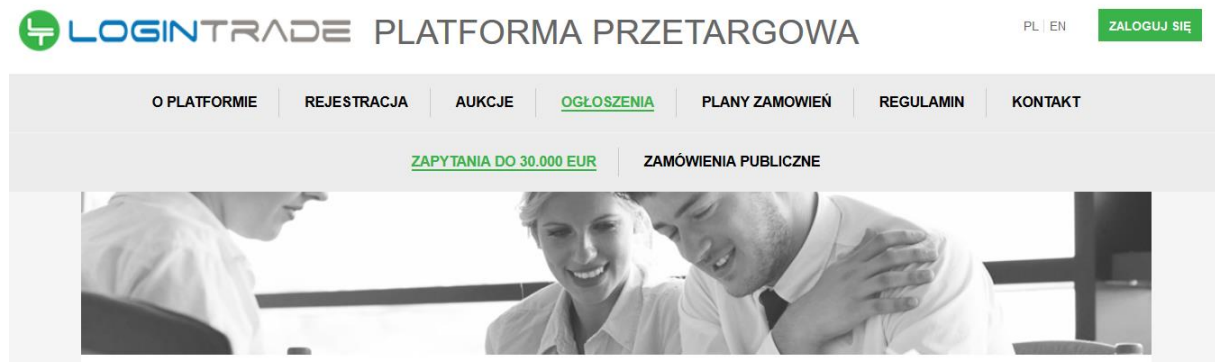 LOGINTRADE PLATFORMA PRZETARGOWA PL | EN ZALOGUJ SIĘ
O PLATFORMIE REJESTRACJA AUKCJE OGŁOSZENIA PLANY ZAMOWIEŃ REGULAMIN KONTAKT
ZAPYTANIA DO 30.000 EUR ZAMÓWIENIA PUBLICZNE